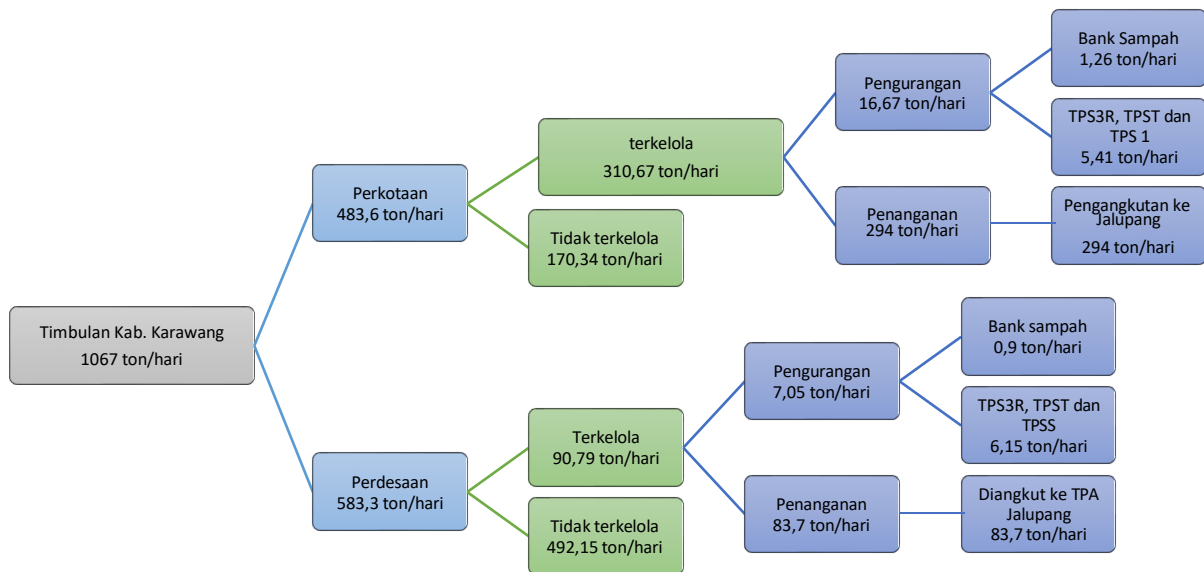 Timbulan Kab. Karawang
1067 ton/hari
Perkotaan
483,6 ton/hari
terkelola
310,67 ton/hari
Pengurangan
16,67 ton/hari
Bank Sampah
1,26 ton/hari
TPS3R, TPST dan
TPS 1
5,41 ton/hari
Penanganan
294 ton/hari
Pengangkutan ke
Jalupang
294 ton/hari
Tidak terkelola
170,34 ton/hari
Perdesaan
583,3 ton/hari
Terkelola
90,79 ton/hari
Pengurangan
7,05 ton/hari
Bank sampah
0,9 ton/hari
TPS3R, TPST dan
TPSS
6,15 ton/hari
Penanganan
83,7 ton/hari
Diangkut ke TPA
Jalupang
83,7 ton/hari
Tidak terkelola
492,15 ton/hari